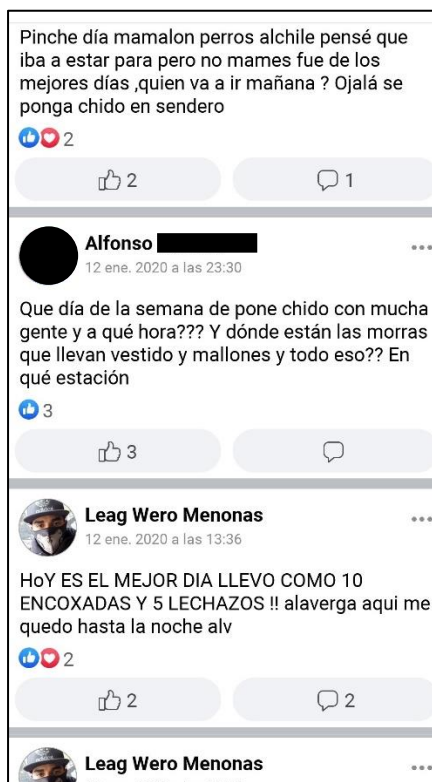 Pinche día mamalon perros alchile pensé que
iba a estar para pero no mames fue de los
mejores días ,quien va a ir mañana ? Ojalá se
ponga chido en sendero
2
2
1
Alfonso
12 ene. 2020 a las 23:30
Que día de la semana de pone chido con mucha
gente y a qué hora??? Y dónde están las morras
que llevan vestido y mallones y todo eso?? En
qué estación
3
3
Leag Wero Menonas
12 ene. 2020 a las 13:36
HoY ES EL MEJOR DIA LLEVO COMO 10
ENCOXADAS Y 5 LECHAZOS !! alaverga aqui me
quedo hasta la noche alv
2
2
2
Leag Wero Menonas